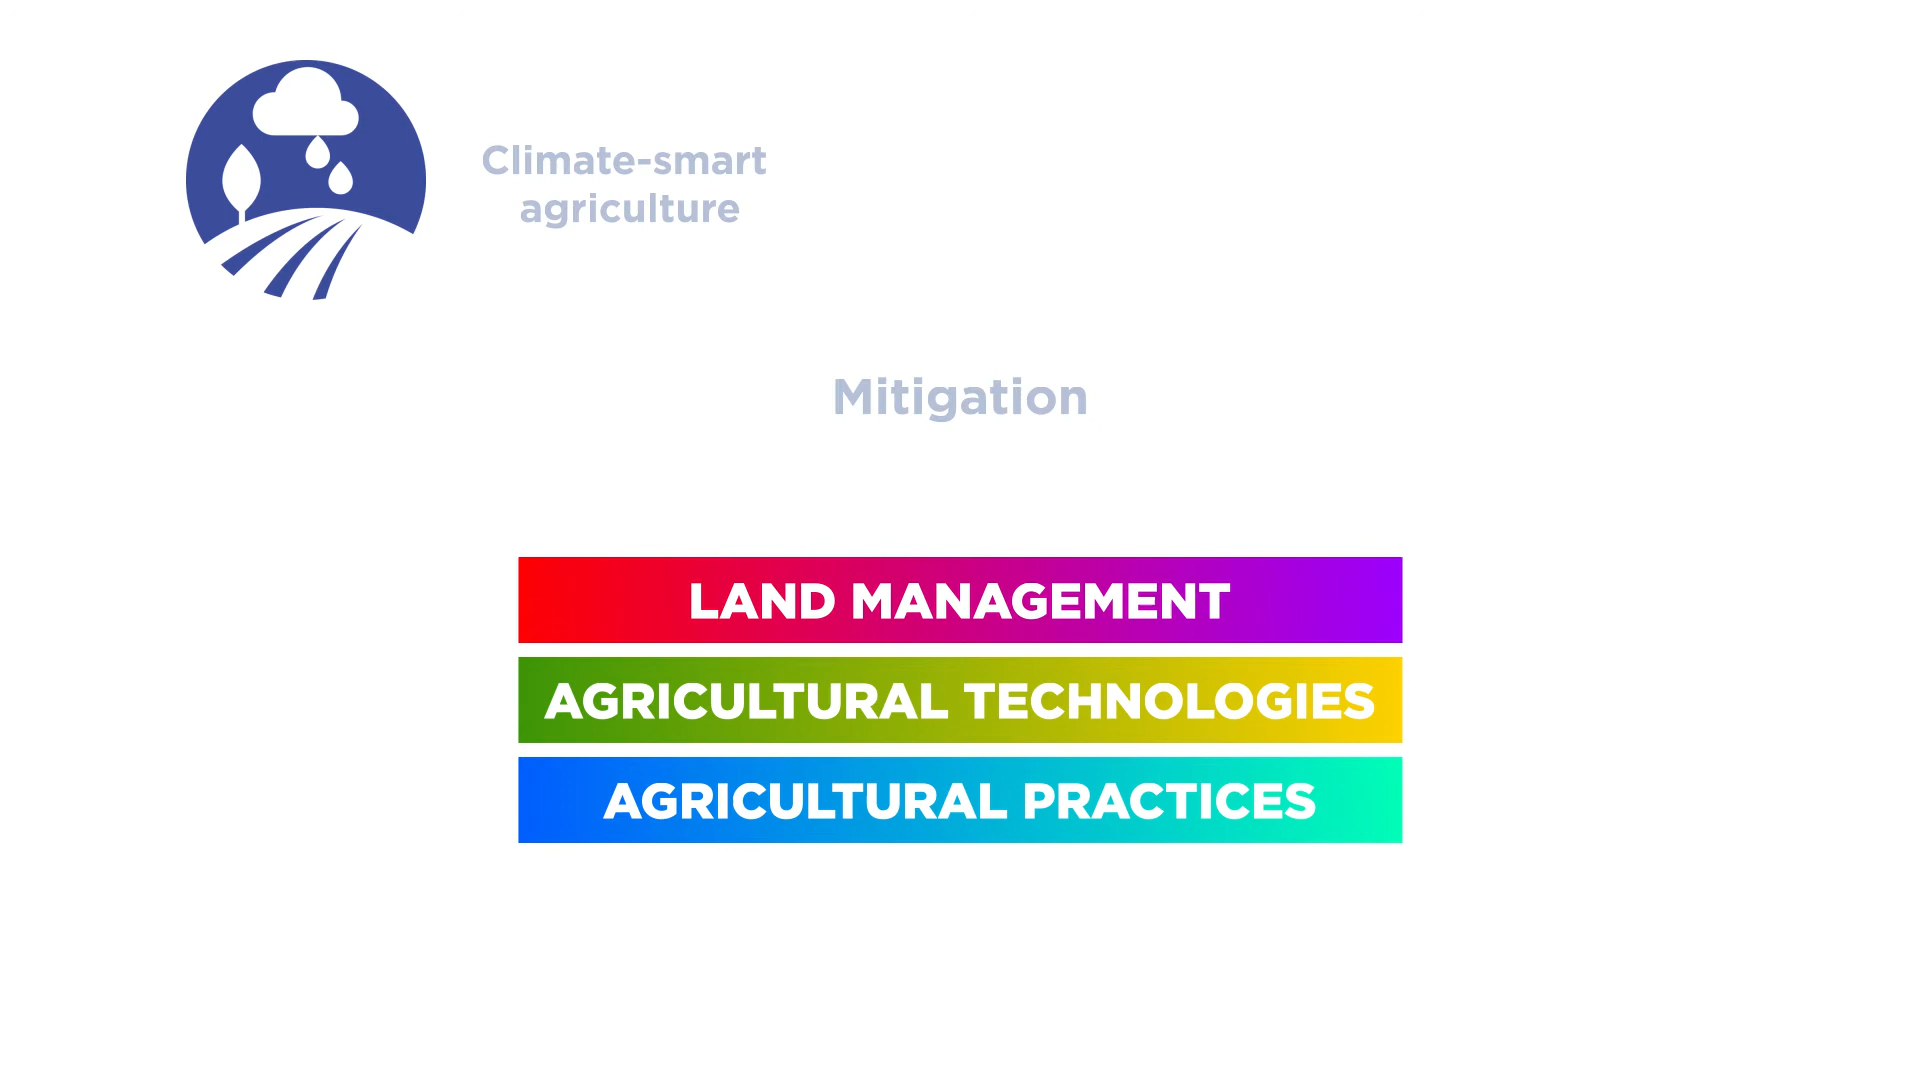 Climate-smart
agriculture
Mitigation
LAND MANAGEMENT
AGRICULTURAL TECHNOLOGIES
AGRICULTURAL PRACTICES